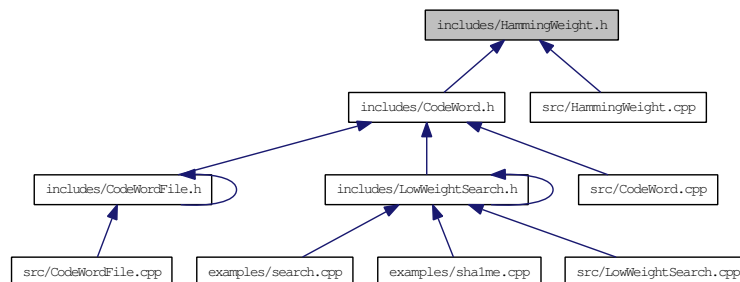 includes/HammingWeight.h
includes/CodeWord.h
src/HammingWeight.cpp
includes/CodeWordFile.h
includes/LowWeightSearch.h
src/CodeWord.cpp
src/CodeWordFile.cpp
examples/search.cpp
examples/shalme.cpp
src/LowWeightSearch.cpp